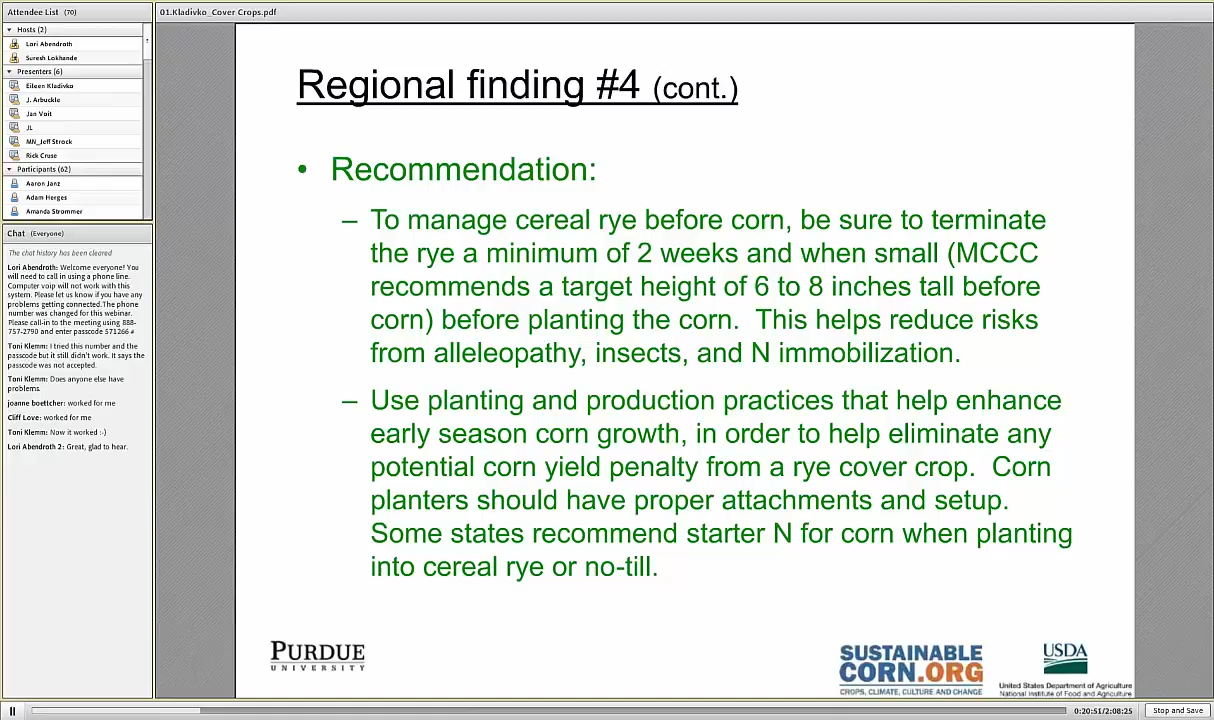 Attendee List (70)
Hosts (2)
Lori Abendroth
Suresh Lokhande
Presenters (6)
Eileen Kladivko
J. Arbuckle
Jan Voit
JL
MN_Jeff Strock
Rick Cruse
Participants (62)
Aaron Janz
Adam Herges
Amanda Strommer
Chat (Everyone)
The chat history has been cleared
Lori Abendroth: Welcome everyone! You
will need to call in using a phone line.
Computer voip will not work with this
system. Please let us know if you have any
problems getting connected.The phone
number was changed for this webinar.
Please call-in to the meeting using 888-
757-2790 and enter passcode 571266 #
Toni Klemm: I tried this number and the
passcode but it still didn't work. It says the
passcode was not accepted.
Toni Klemm: Does anyone else have
problems.
joanne boettcher: worked for me
Cliff Love: worked for me
Toni Klemm: Now it worked :-)
Lori Abendroth 2: Great, glad to hear.
01.Kladivko_Cover Crops.pdf
Regional finding #4 (cont.)
• Recommendation:
– To manage cereal rye before corn, be sure to terminate
the rye a minimum of 2 weeks and when small (MCCC
recommends a target height of 6 to 8 inches tall before
corn) before planting the corn. This helps reduce risks
from alleleopathy, insects, and N immobilization.
– Use planting and production practices that help enhance
early season corn growth, in order to help eliminate any
potential corn yield penalty from a rye cover crop. Corn
planters should have proper attachments and setup.
Some states recommend starter N for corn when planting
into cereal rye or no-till.
PURDUE
UNIVERSITY
SUSTAINABLE
CORN.ORG
CROPS, CLIMATE, CULTURE AND CHANGE
USDA
United States Department of Agriculture
National Institute of Food and Agriculture
0:20:51/2:08:25
Stop and Save